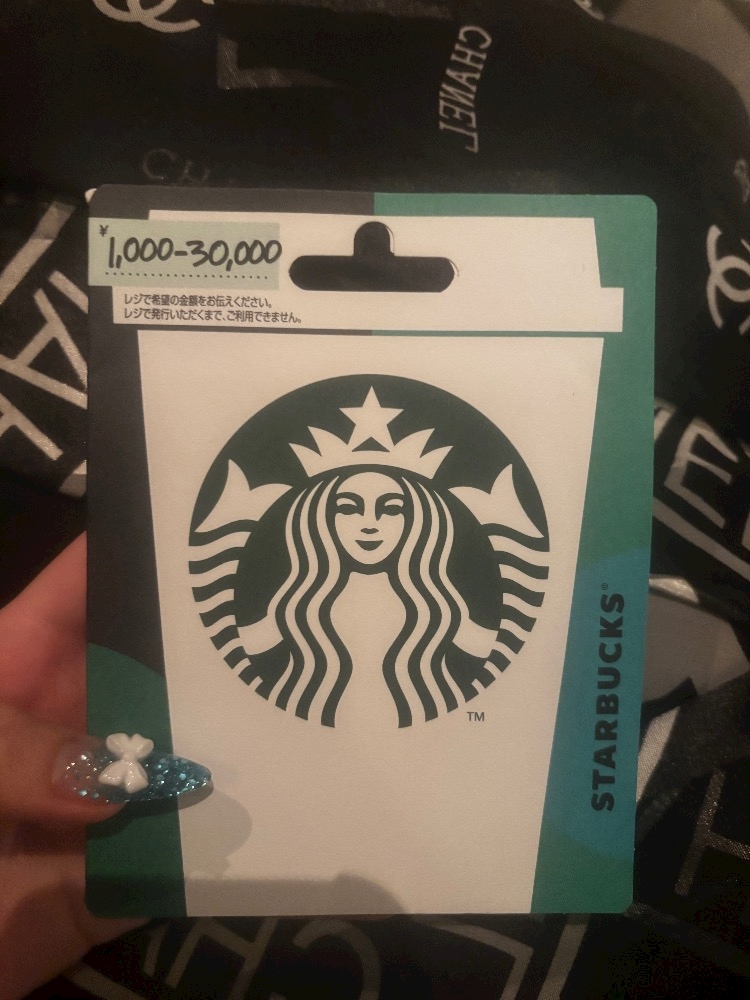 CHANEL
CH
¥1,000-30,000
レジで希望の金額をお伝えください。
レジで発行いただくまで、ご利用できません。
TM
STARBUCKS®